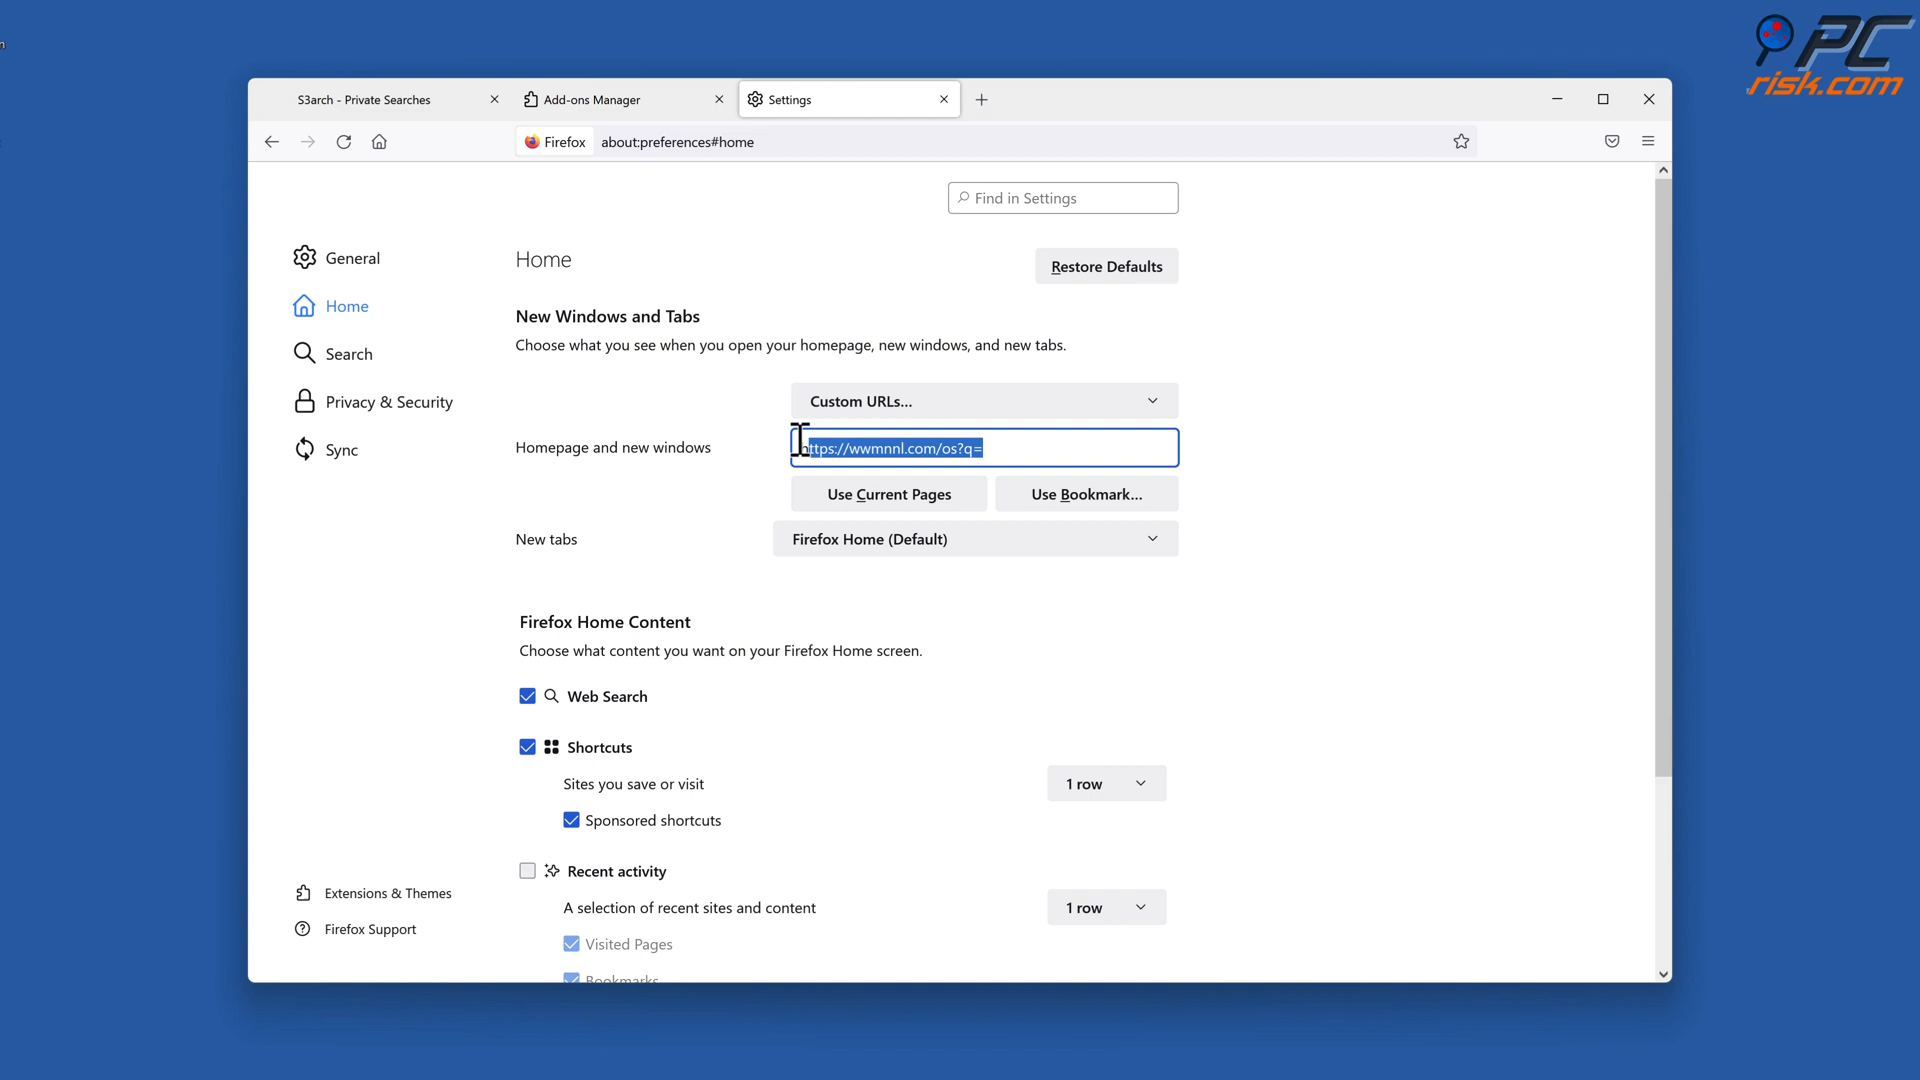 n
PC
risk.com
S3arch - Private Searches
Add-ons Manager
Settings
Firefox
about:preferences#home
Find in Settings
General
Home
Search
Privacy & Security
Sync
Extensions & Themes
Firefox Support
Home
Restore Defaults
New Windows and Tabs
Choose what you see when you open your homepage, new windows, and new tabs.
Custom URLs...
Homepage and new windows
https://wwmnnl.com/os?q=
Use Current Pages
Use Bookmark...
New tabs
Firefox Home (Default)
Firefox Home Content
Choose what content you want on your Firefox Home screen.
Web Search
Shortcuts
Sites you save or visit
1 row
Sponsored shortcuts
Recent activity
A selection of recent sites and content
1 row
Visited Pages
Bookmarks